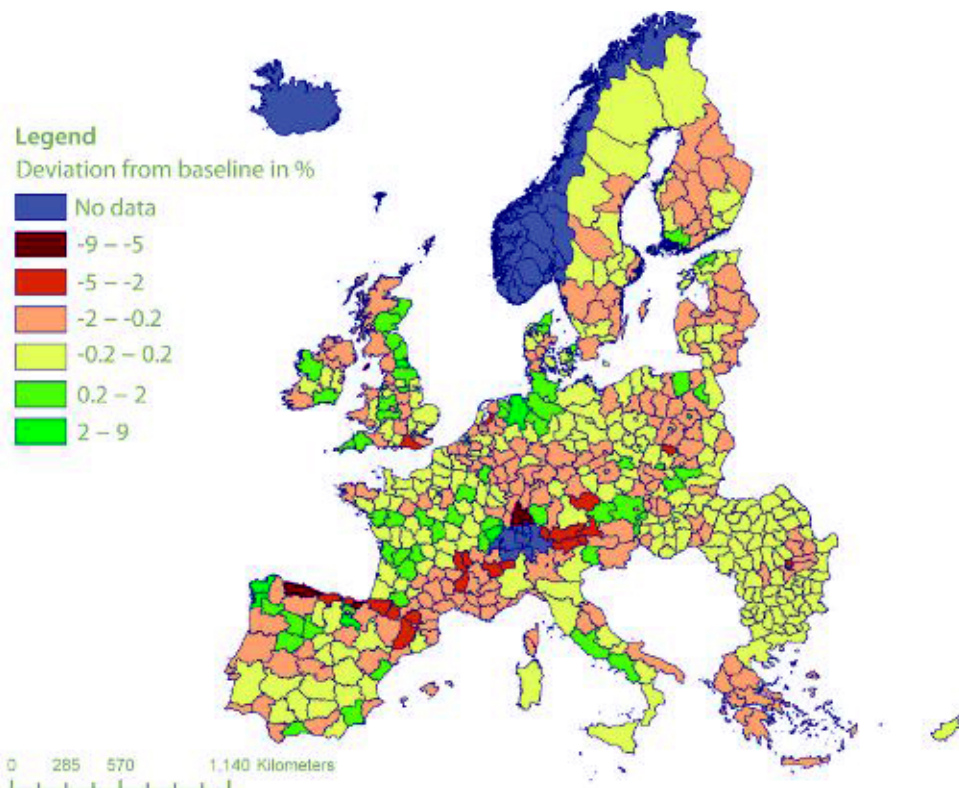 Legend
Deviation from baseline in %
No data
-9 – -5
-5 – -2
-2 – -0.2
-0.2 – 0.2
0.2 – 2
2 – 9
0 285 570 1,140 Kilometers